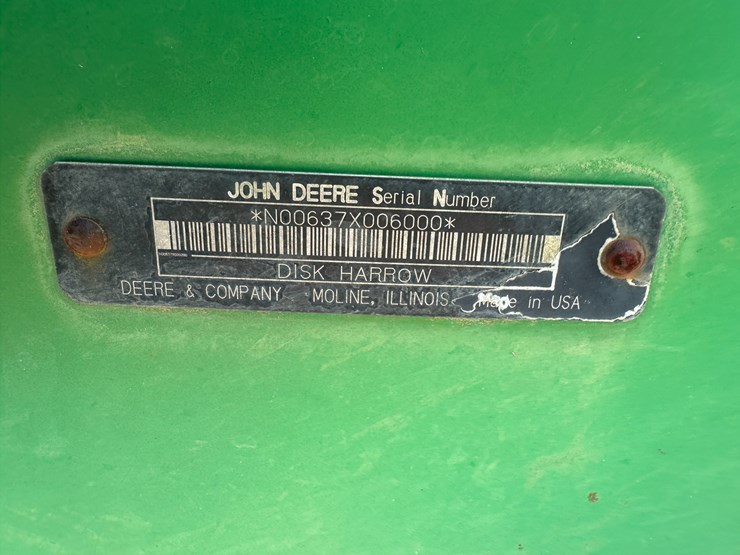 JOHN DEERE Serial Number
*N00637X006000*
DISK HARROW
DEERE & COMPANY MOLINE, ILLINOIS Made in USA